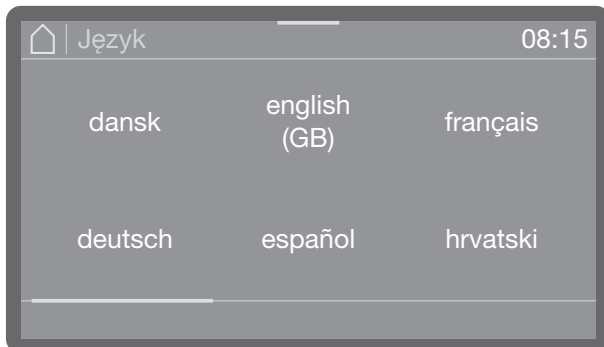 Język
08:15
dansk
english
(GB)
français
deutsch
español
hrvatski